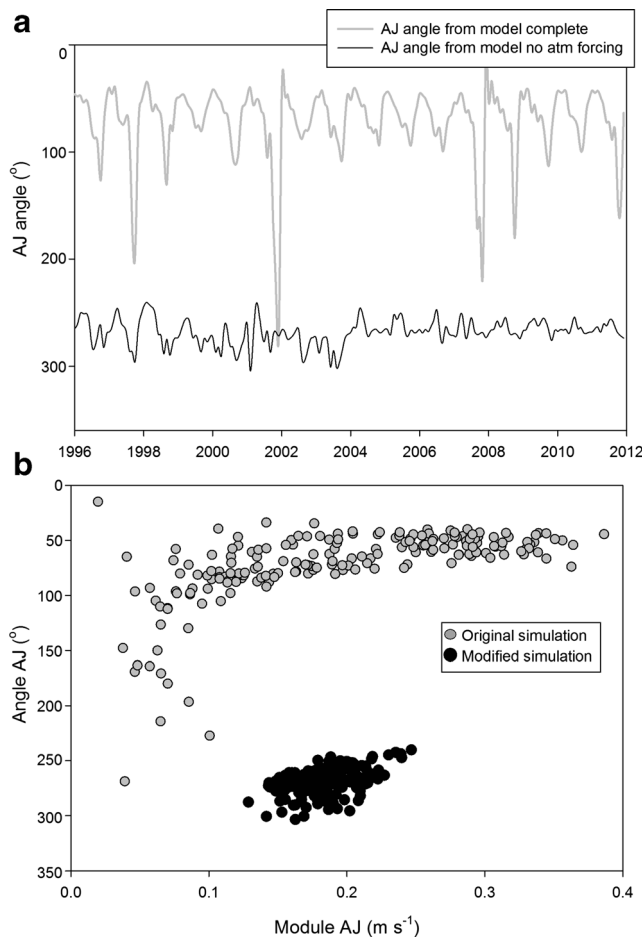 a
AJ angle from model complete
AJ angle from model no atm forcing
0
100
200
300
AJ angle (o)
1996
1998
2000
2002
2004
2006
2008
2010
2012
b
0
50
100
150
200
250
300
350
Angle AJ (o)
Original simulation
Modified simulation
0.0
0.1
0.2
0.3
0.4
Module AJ (m s-1)